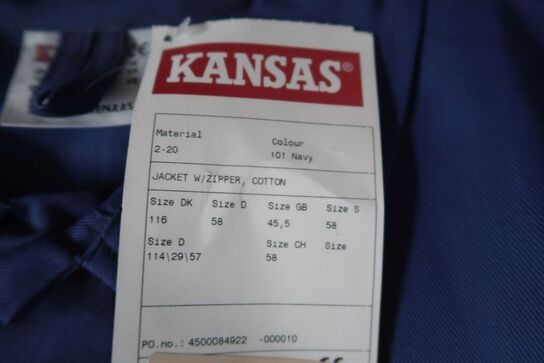 KANSAS®
Material Colour
2-20 101 Navy
JACKET W/ZIPPER, COTTON
Size DK Size D Size GB Size S
116 58 45,5 58
Size D Size CH Size
114\29\57 58
PO.no.: 4500084922 -000010